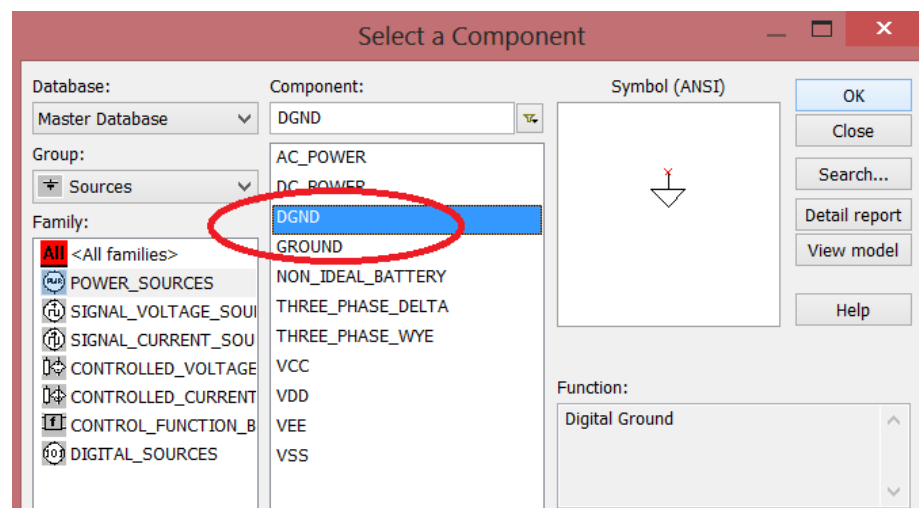 Select a Component
Database:
Master Database
Group:
Sources
Family:
All <All families>
POWER_SOURCES
SIGNAL_VOLTAGE_SOU
SIGNAL_CURRENT_SOU
CONTROLLED_VOLTAGE
CONTROLLED_CURRENT
CONTROL_FUNCTION_B
DIGITAL_SOURCES
Component:
DGND
AC_POWER
DC_POWER
DGND
GROUND
NON_IDEAL_BATTERY
THREE_PHASE_DELTA
THREE_PHASE_WYE
VCC
VDD
VEE
VSS
Symbol (ANSI)
Function:
Digital Ground
OK
Close
Search...
Detail report
View model
Help